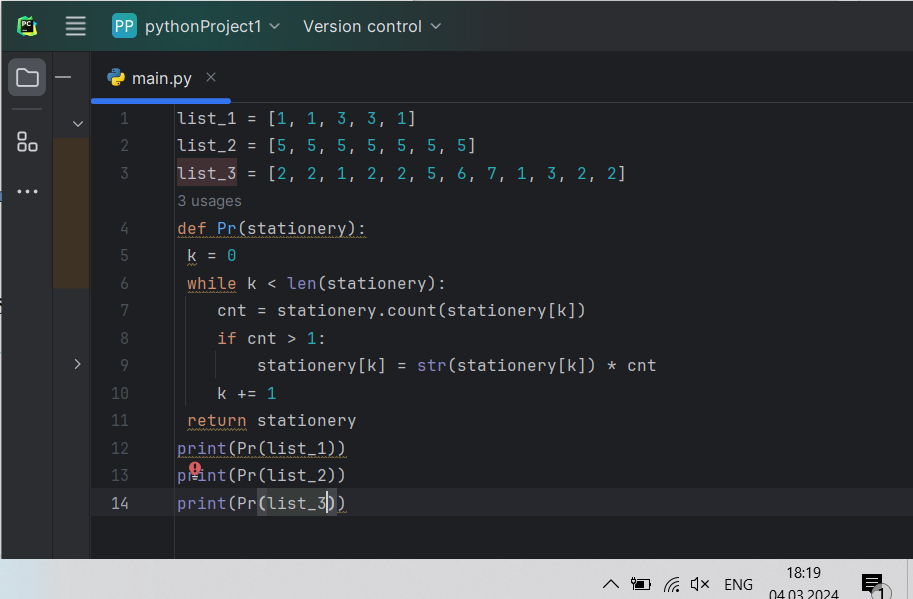 PC PP pythonProject1 Version control
main.py
1 list_1 = [1, 1, 3, 3, 1]
2 list_2 = [5, 5, 5, 5, 5, 5, 5]
3 list_3 = [2, 2, 1, 2, 2, 5, 6, 7, 1, 3, 2, 2]
3 usages
4 def Pr(stationery):
5 k = 0
6 while k < len(stationery):
7 cnt = stationery.count(stationery[k])
8 if cnt > 1:
9 stationery[k] = str(stationery[k]) * cnt
10 k += 1
11 return stationery
12 print(Pr(list_1))
13 print(Pr(list_2))
14 print(Pr(list_3))
ENG 18:19
04.03.2024 1